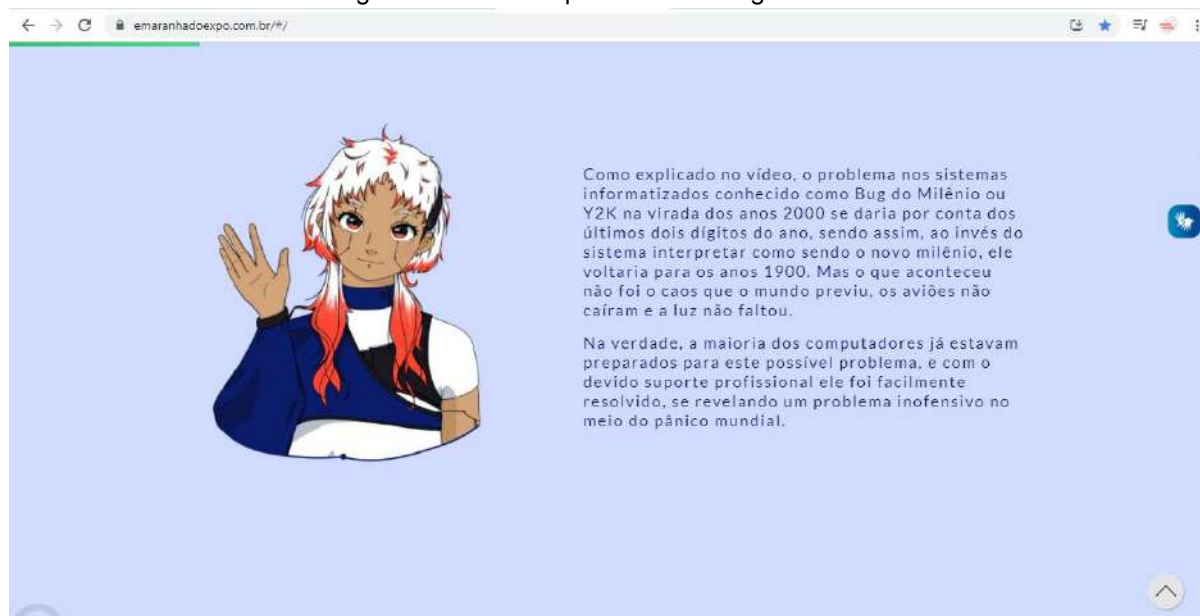 emaranhadoexpo.com.br/#/
Como explicado no vídeo, o problema nos sistemas
informatizados conhecido como Bug do Milênio ou
Y2K na virada dos anos 2000 se daria por conta dos
últimos dois dígitos do ano, sendo assim, ao invés do
sistema interpretar como sendo o novo milênio, ele
voltaria para os anos 1900. Mas o que aconteceu
não foi o caos que o mundo previu, os aviões não
caíram e a luz não faltou.
Na verdade, a maioria dos computadores já estavam
preparados para este possível problema, e com o
devido suporte profissional ele foi facilmente
resolvido, se revelando um problema inofensivo no
meio do pânico mundial.